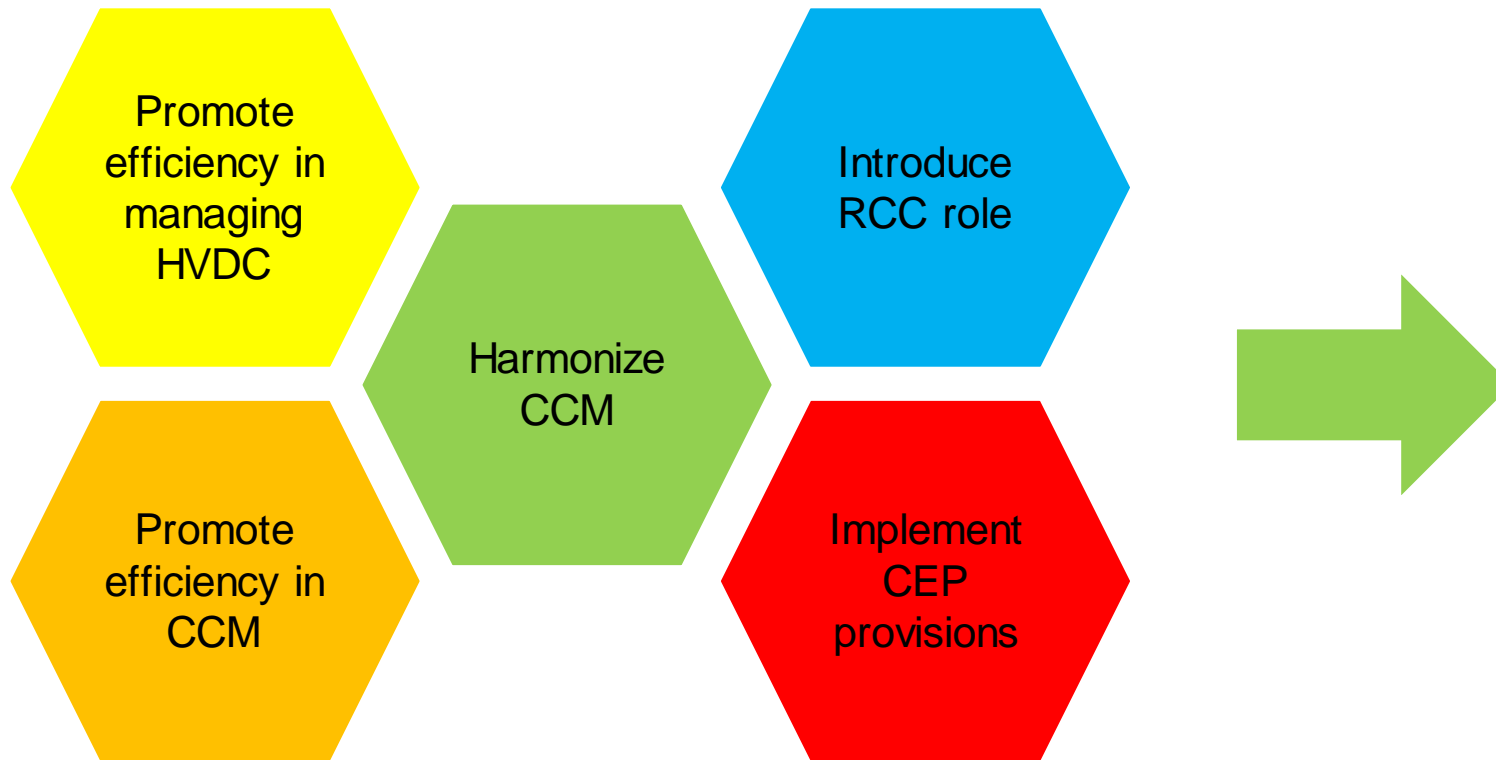 Promote
efficiency in
managing
HVDC
Introduce
RCC role
Harmonize
CCM
Promote
efficiency in
CCM
Implement
CEP
provisions